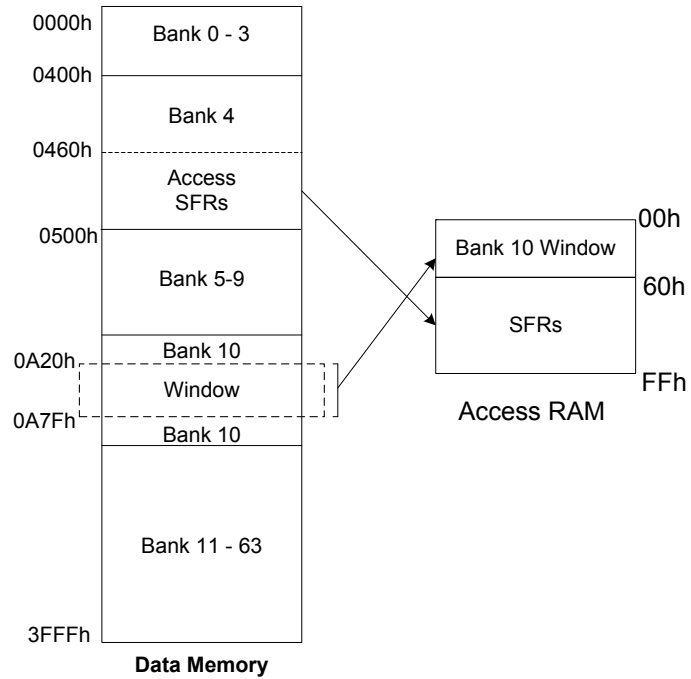 0000h
Bank 0 - 3
0400h
Bank 4
0460h
Access
SFRs
0500h
Bank 5-9
Bank 10
0A20h
Window
0A7Fh
Bank 10
Bank 11 - 63
3FFFh
Data Memory
00h
Bank 10 Window
60h
SFRs
FFh
Access RAM